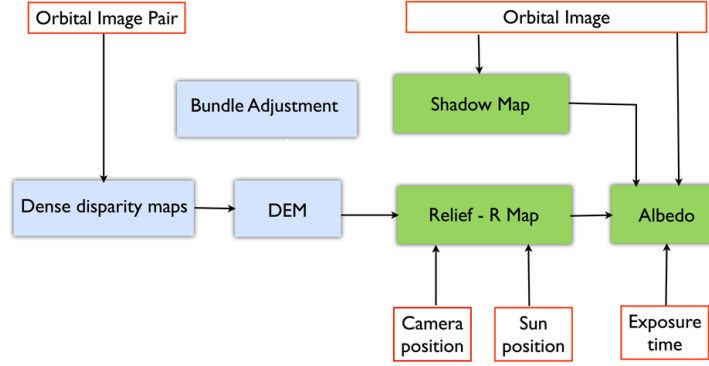 Orbital Image Pair
Orbital Image
Bundle Adjustment
Shadow Map
Dense disparity maps
DEM
Relief - R Map
Albedo
Camera
position
Sun
position
Exposure
time